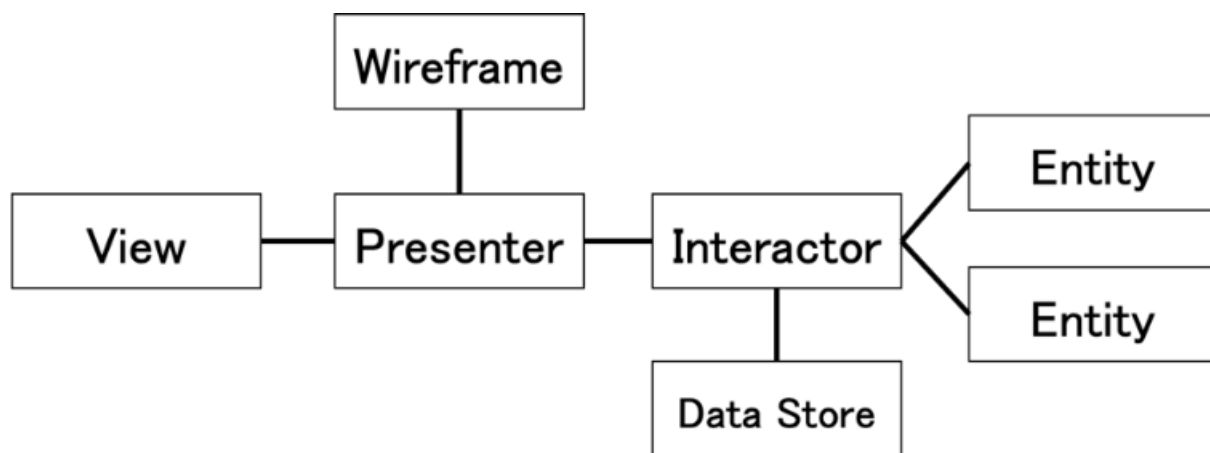 Wireframe
View
Presenter
Interactor
Entity
Entity
Data Store